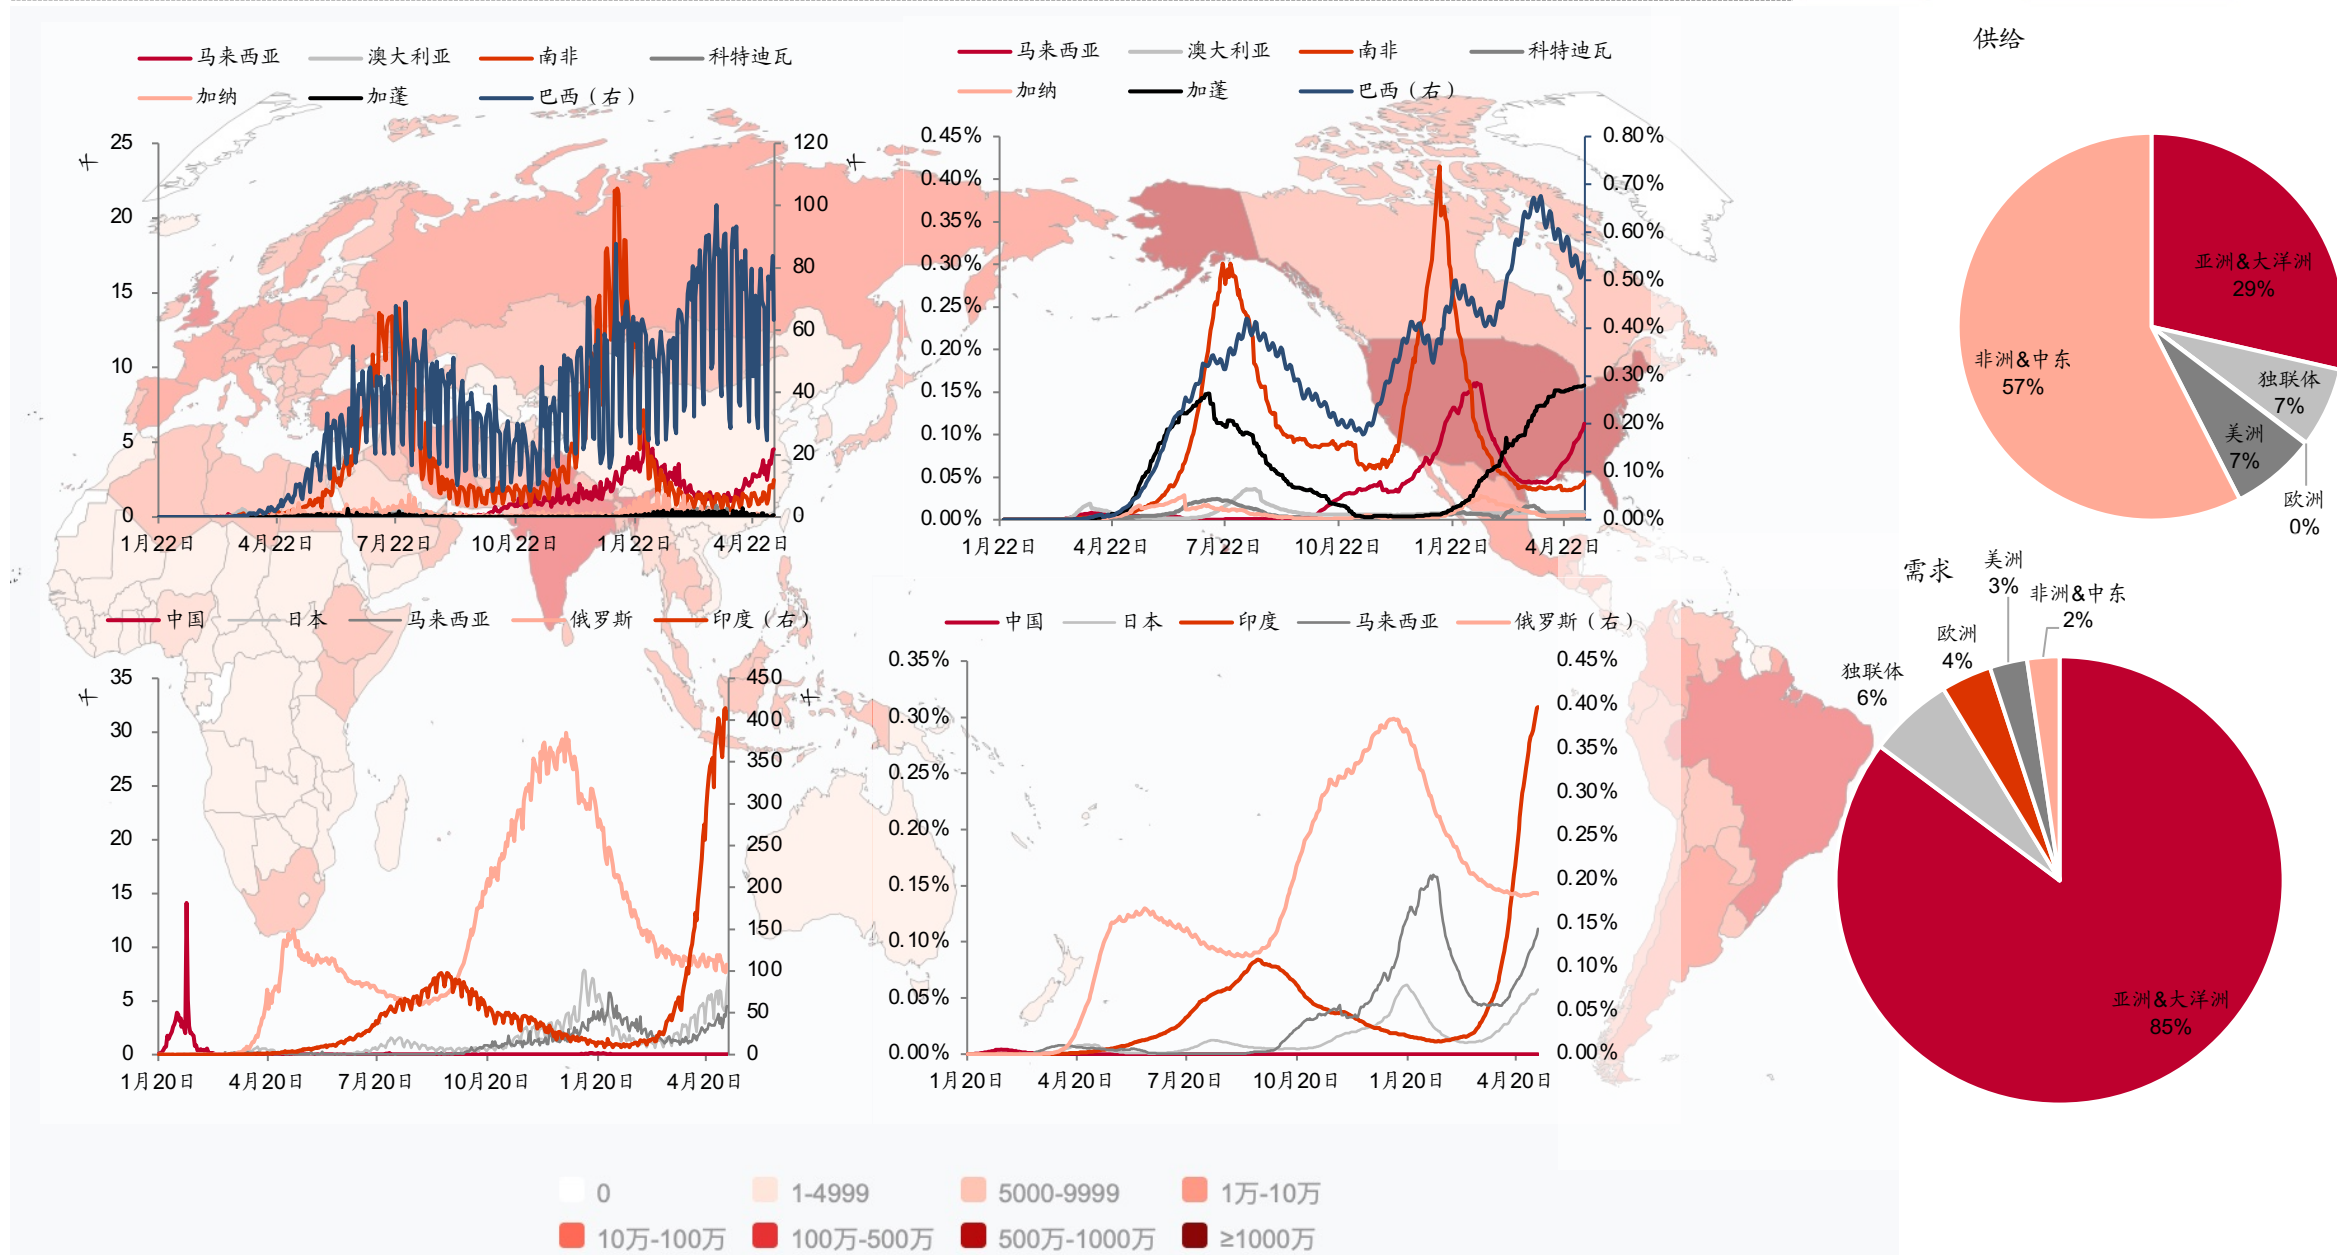 供给
马来西亚 澳大利亚 南非 科特迪瓦
加纳 加蓬 巴西（右）
千
25
20
15
10
5
0
千
120
100
80
60
40
20
0
1月22日 4月22日 7月22日 10月22日 1月22日 4月22日
马来西亚 澳大利亚 南非 科特迪瓦
加纳 加蓬 巴西（右）
0.45%
0.40%
0.35%
0.30%
0.25%
0.20%
0.15%
0.10%
0.05%
0.00%
0.80%
0.70%
0.60%
0.50%
0.40%
0.30%
0.20%
0.10%
0.00%
1月22日 4月22日 7月22日 10月22日 1月22日 4月22日
亚洲&大洋洲
29%
独联体
7%
美洲
7%
欧洲
0%
非洲&中东
57%
中国 日本 马来西亚 俄罗斯 印度（右）
千
35
30
25
20
15
10
5
0
千
450
400
350
300
250
200
150
100
50
0
1月20日 4月20日 7月20日 10月20日 1月20日 4月20日
中国 日本 印度 马来西亚 俄罗斯（右）
0.35%
0.30%
0.25%
0.20%
0.15%
0.10%
0.05%
0.00%
0.45%
0.40%
0.35%
0.30%
0.25%
0.20%
0.15%
0.10%
0.05%
0.00%
1月20日 4月20日 7月20日 10月20日 1月20日 4月20日
需求
美洲
3%
非洲&中东
2%
欧洲
4%
独联体
6%
亚洲&大洋洲
85%
0 1-4999 5000-9999 1万-10万
10万-100万 100万-500万 500万-1000万 ≥1000万